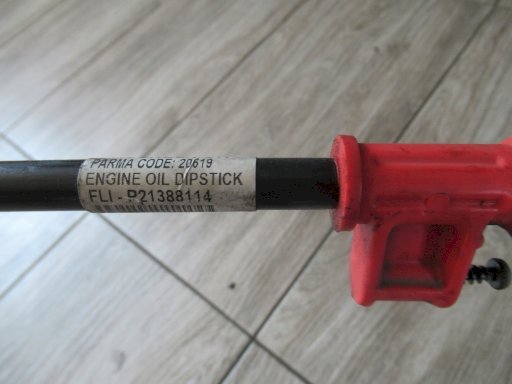 PARMA CODE: 20619
ENGINE OIL DIPSTICK
FLI - P21388114